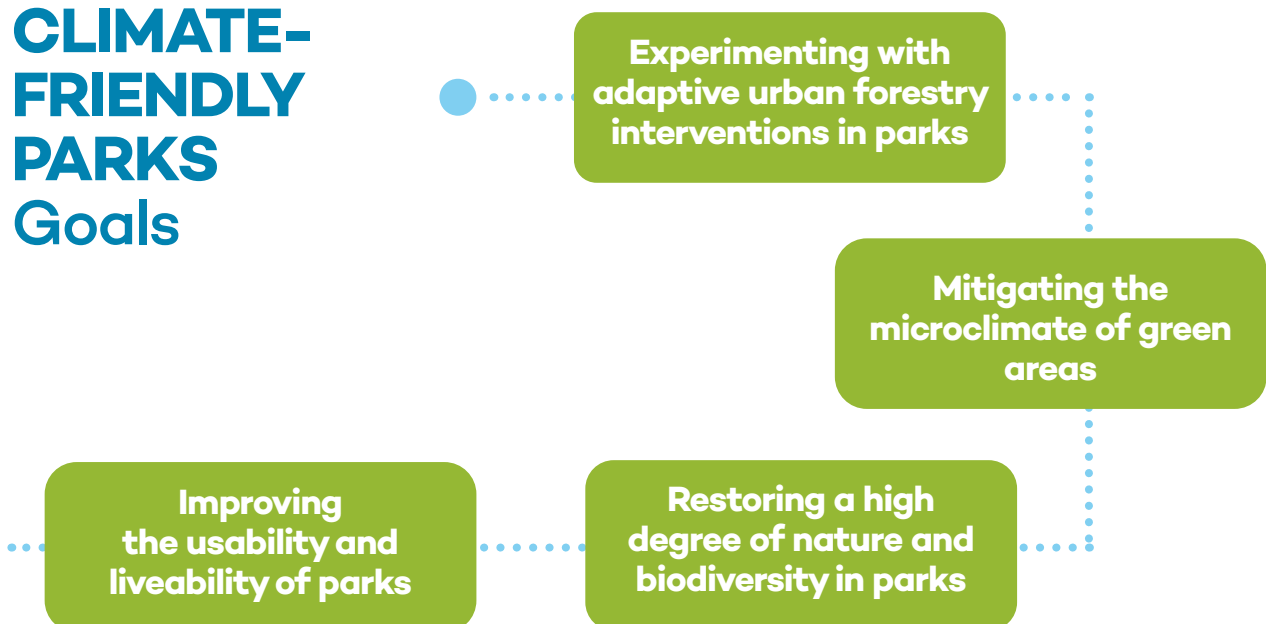 CLIMATE-
FRIENDLY
PARKS
Goals
Experimenting with
adaptive urban forestry
interventions in parks
Mitigating the
microclimate of green
areas
Restoring a high
degree of nature and
biodiversity in parks
Improving
the usability and
liveability of parks